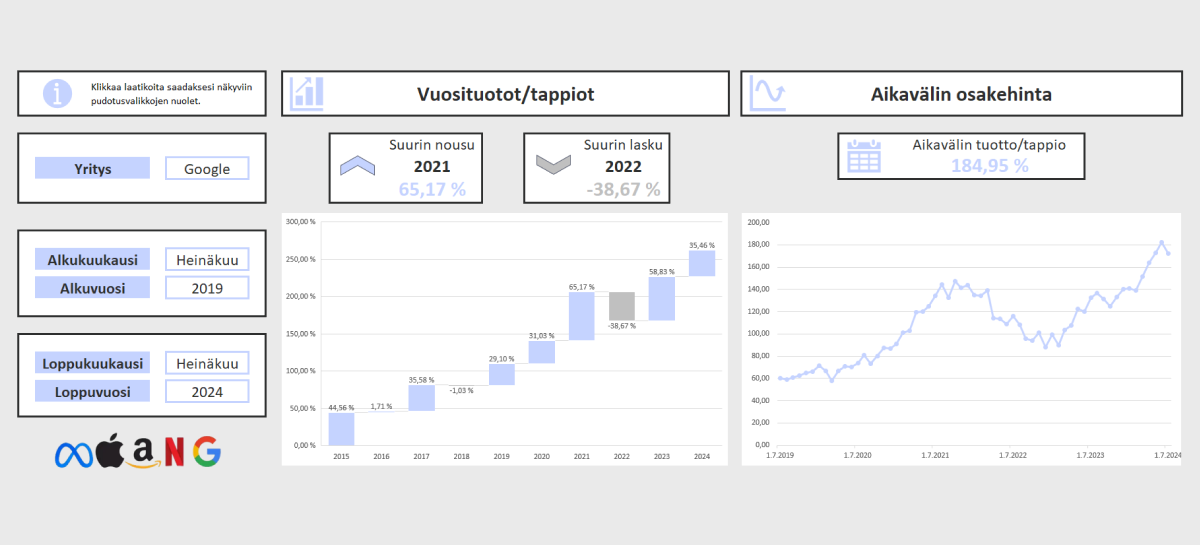 Klikkaa laatikoita saadaksesi näkyviin
pudotusvalikkojen nuolet.
Yritys
Google
Alkukuukausi
Heinäkuu
Alkuvuosi
2019
Loppukuukausi
Heinäkuu
Loppuvuosi
2024
a N G
Vuosituotot/tappiot
Suurin nousu
2021
65,17 %
Suurin lasku
2022
-38,67 %
300,00 %
250,00 %
200,00 %
150,00 %
100,00 %
50,00 %
0,00 %
44,56 %
1,71 %
35,58 %
-1,03 %
29,10 %
31,03 %
65,17 %
-38,67 %
58,83 %
35,46 %
2015 2016 2017 2018 2019 2020 2021 2022 2023 2024
Aikavälin osakehinta
Aikavälin tuotto/tappio
184,95 %
200,00
180,00
160,00
140,00
120,00
100,00
80,00
60,00
40,00
20,00
0,00
1.7.2019 1.7.2020 1.7.2021 1.7.2022 1.7.2023 1.7.2024